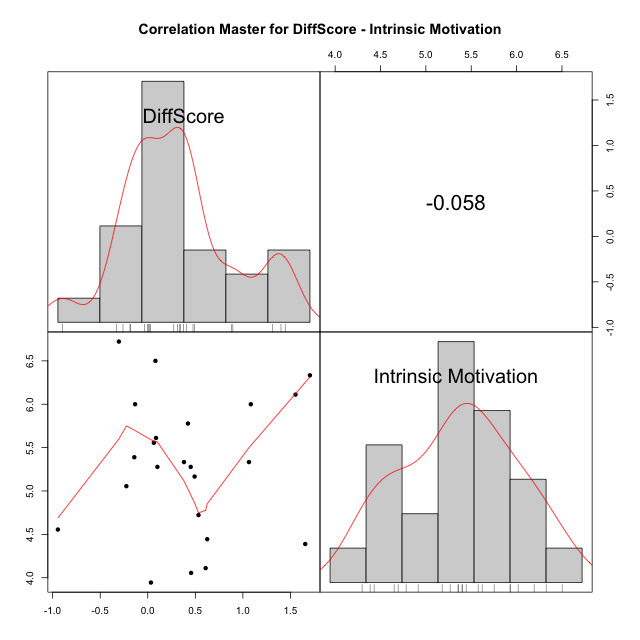 Correlation Master for DiffScore - Intrinsic Motivation
4.0 4.5 5.0 5.5 6.0 6.5
DiffScore
-0.058
1.5
1.0
0.5
0.0
-0.5
-1.0
6.5
6.0
5.5
5.0
4.5
4.0
Intrinsic Motivation
-1.0 -0.5 0.0 0.5 1.0 1.5